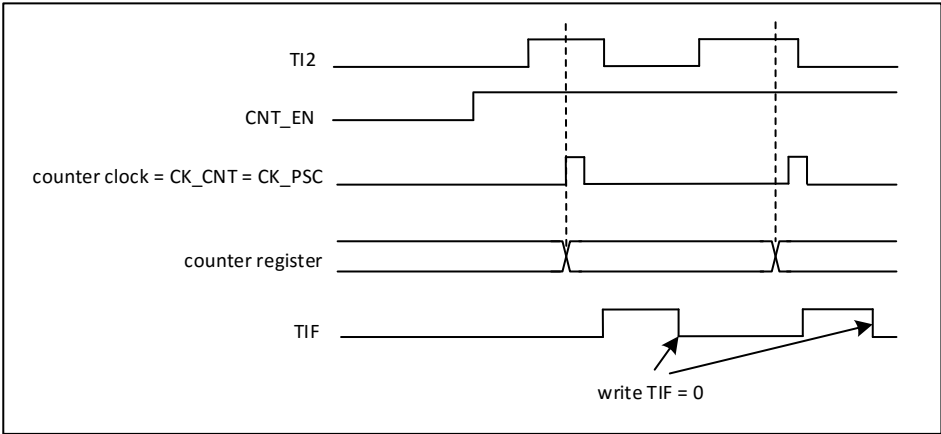 TI2
CNT_EN
counter clock = CK_CNT = CK_PSC
counter register
TIF
write TIF = 0